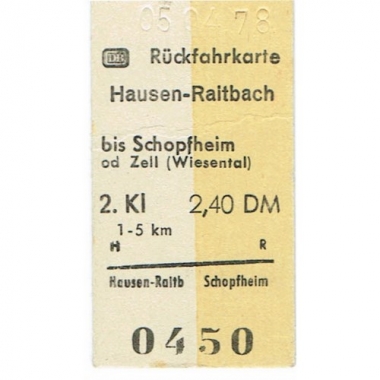 05.04.78
DB Rückfahrkarte
Hausen-Raitbach
bis Schopfheim
od Zell (Wiesental)
2. Kl 2,40 DM
1-5 km
H R
Hausen-Raitb Schopfheim
0450